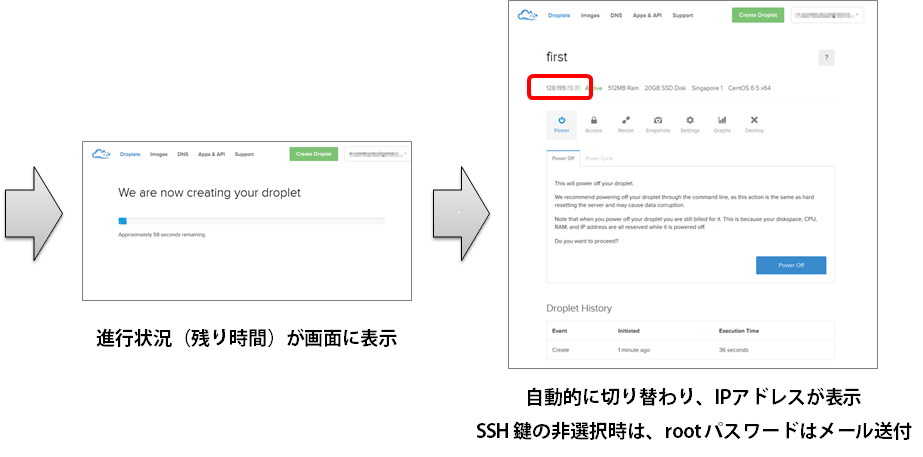 Droplets Images DNS Apps & API Support Create Droplet
We are now creating your droplet
Approximately 58 seconds remaining
進行状況（残り時間）が画面に表示
Droplets Images DNS Apps & API Support Create Droplet
first ?
128.199. Active 512MB Ram 20GB SSD Disk Singapore 1 CentOS 6.5 x64
Power Access Resize Snapshots Settings Graphs Destroy
Power Off Power Cycle
This will power off your droplet.
We recommend powering off your droplet through the command line, as this action is the same as hard
resetting the server and may cause data corruption.
Note that when you power off your droplet you are still billed for it. This is because your diskspace, CPU,
RAM, and IP address are all reserved while it is powered off.
Do you want to proceed?
Power Off
Droplet History
Event Initiated Execution Time
Create 1 minute ago 36 seconds
自動的に切り替わり、IPアドレスが表示
SSH 鍵の非選択時は、root パスワードはメール送付